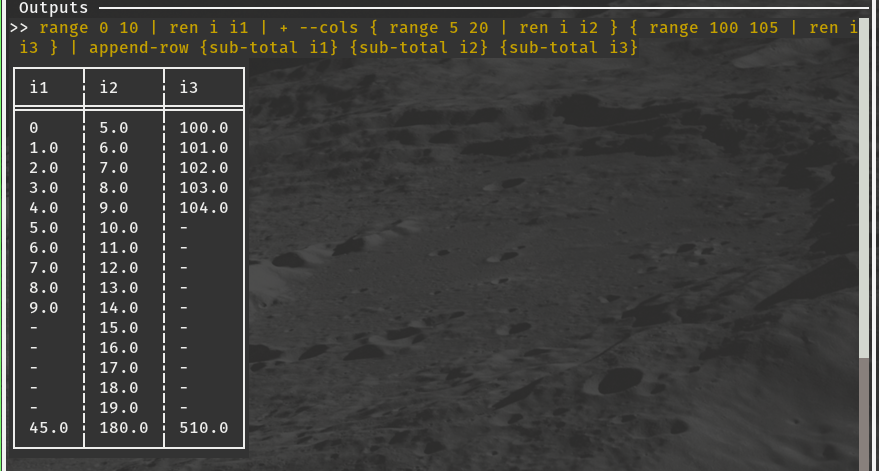 Outputs
>> range 0 10 | ren i i1 | + --cols { range 5 20 | ren i i2 } { range 100 105 | ren i
i3 } | append-row {sub-total i1} {sub-total i2} {sub-total i3}
i1 i2 i3
0 5.0 100.0
1.0 6.0 101.0
2.0 7.0 102.0
3.0 8.0 103.0
4.0 9.0 104.0
5.0 10.0 -
6.0 11.0 -
7.0 12.0 -
8.0 13.0 -
9.0 14.0 -
- 15.0 -
- 16.0 -
- 17.0 -
- 18.0 -
- 19.0 -
45.0 180.0 510.0